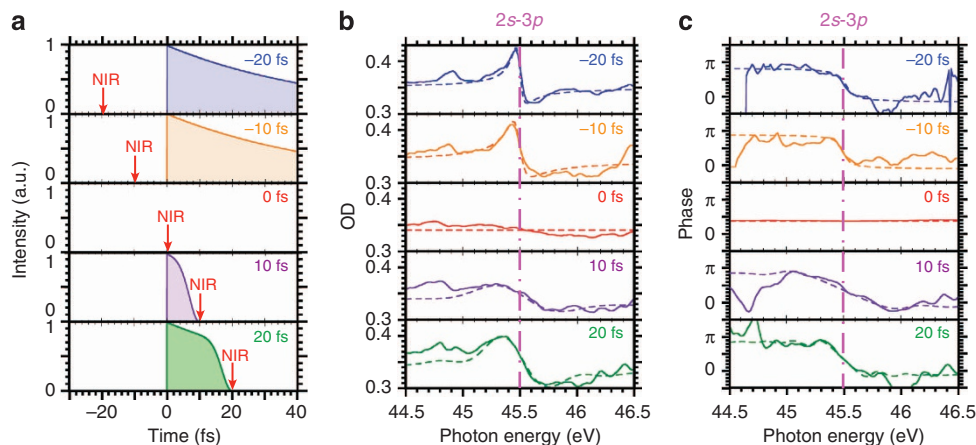 a
Intensity (a.u.)
1
0
1
0
1
0
1
0
1
0
–20 fs
NIR
–10 fs
NIR
0 fs
NIR
10 fs
NIR
20 fs
NIR
–20 0 20 40
Time (fs)
b
2s-3p
OD
0.4
0.3
0.4
0.3
0.4
0.3
0.4
0.4
0.3
–20 fs
–10 fs
0 fs
10 fs
20 fs
44.5 45 45.5 46 46.5
Photon energy (eV)
c
2s-3p
Phase
π
0
π
0
π
0
π
0
π
0
–20 fs
–10 fs
0 fs
10 fs
20 fs
44.5 45 45.5 46 46.5
Photon energy (eV)